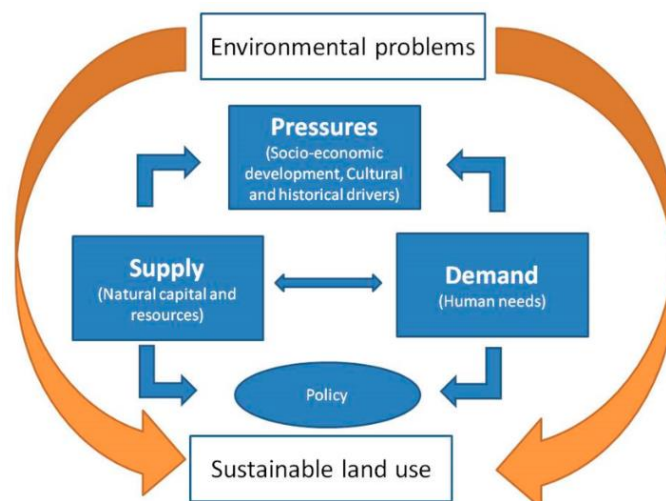 Environmental problems
Pressures
(Socio-economic
development, Cultural
and historical drivers)
Supply
(Natural capital and
resources)
Demand
(Human needs)
Policy
Sustainable land use